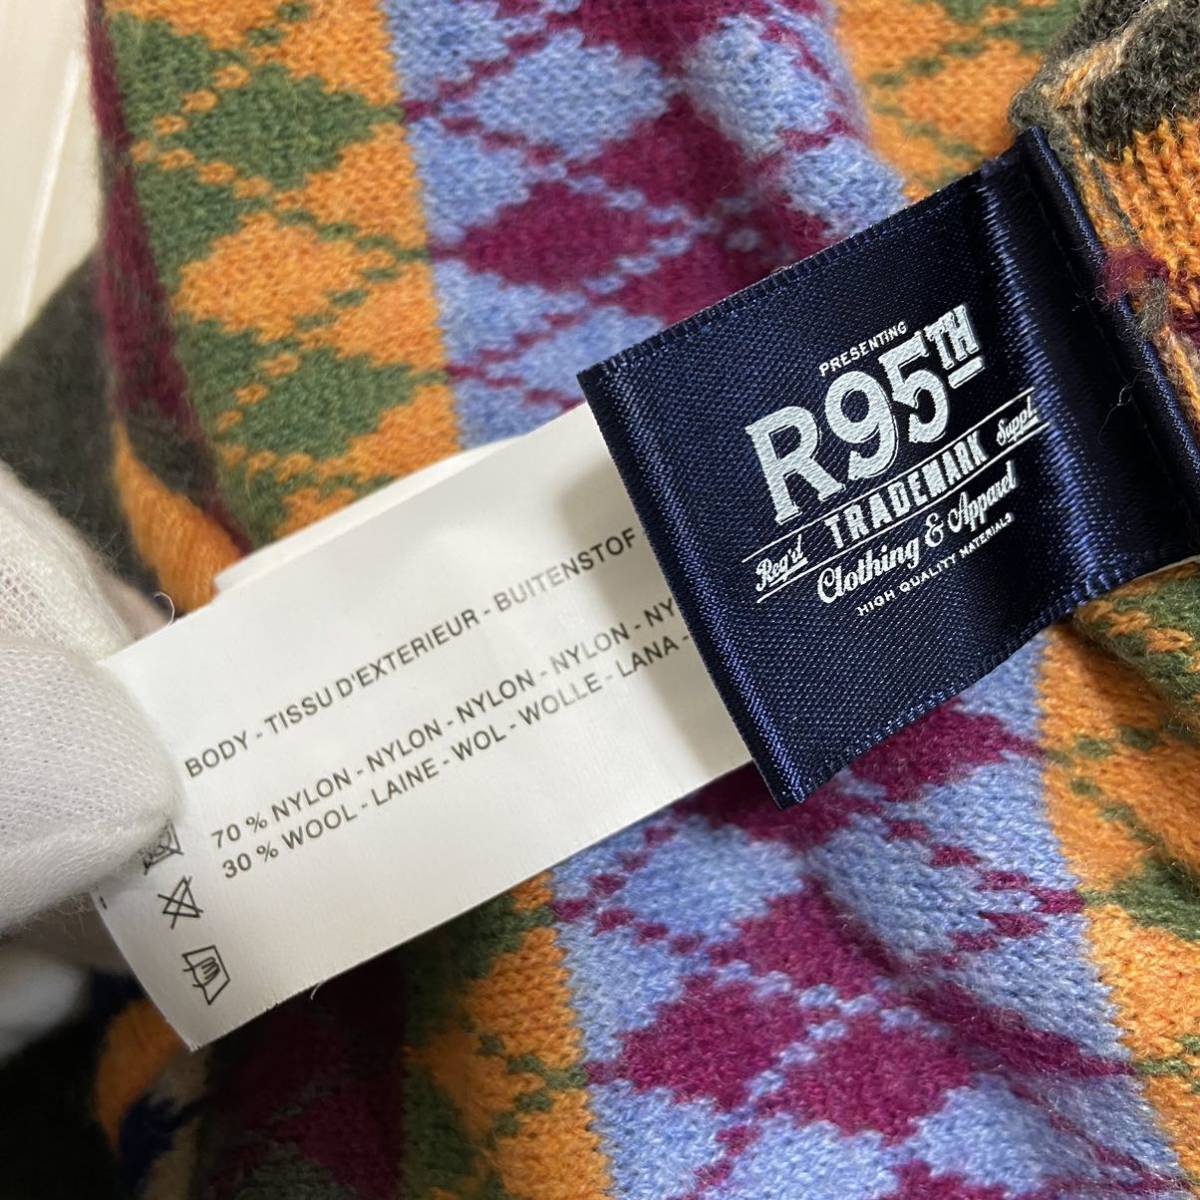 PRESENTING
R95TH
TRADEMARK
Reg'd Suppl.
Clothing & Apparel
HIGH QUALITY MATERIALS
BODY - TISSU D'EXTERIEUR - BUITENSTOF
70 % NYLON - NYLON - NYLON - NYLON - NY
30 % WOOL - LAINE - WOL - WOLLE - LANA -